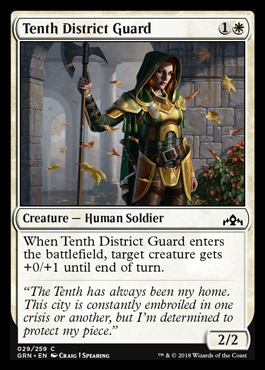 Tenth District Guard 1
Creature — Human Soldier
When Tenth District Guard enters
the battlefield, target creature gets
+0/+1 until end of turn.
“The Tenth has always been my home.
This city is constantly embroiled in one
crisis or another, but I’m determined to
protect my piece.”
2/2
029/259 C
GRN • EN Craig J Spearing
™ & © 2018 Wizards of the Coast